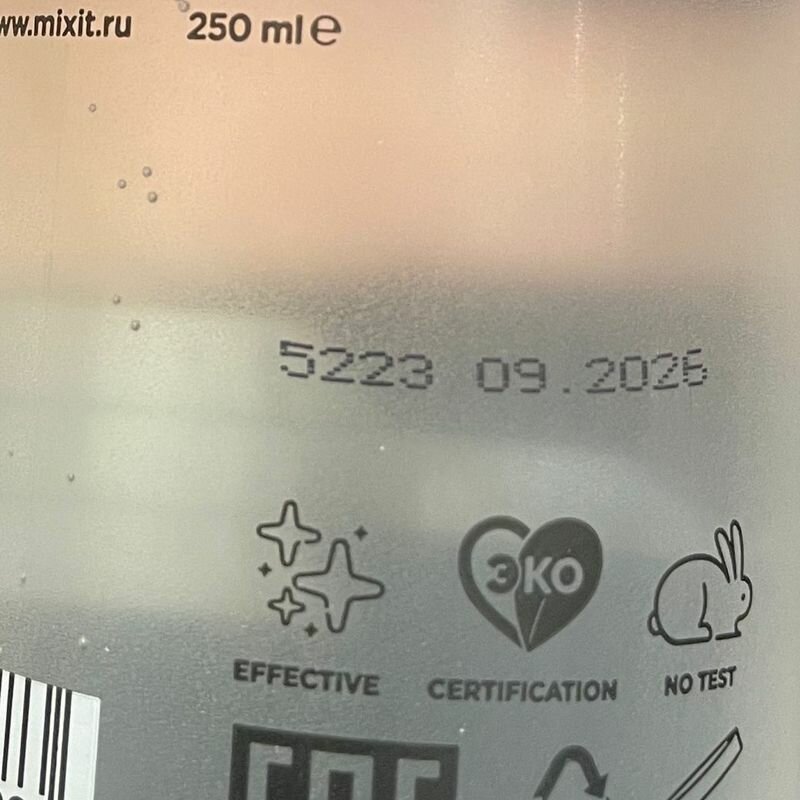 www.mixit.ru 250 ml e
5223 09.2026
ЭКО
EFFECTIVE CERTIFICATION NO TEST